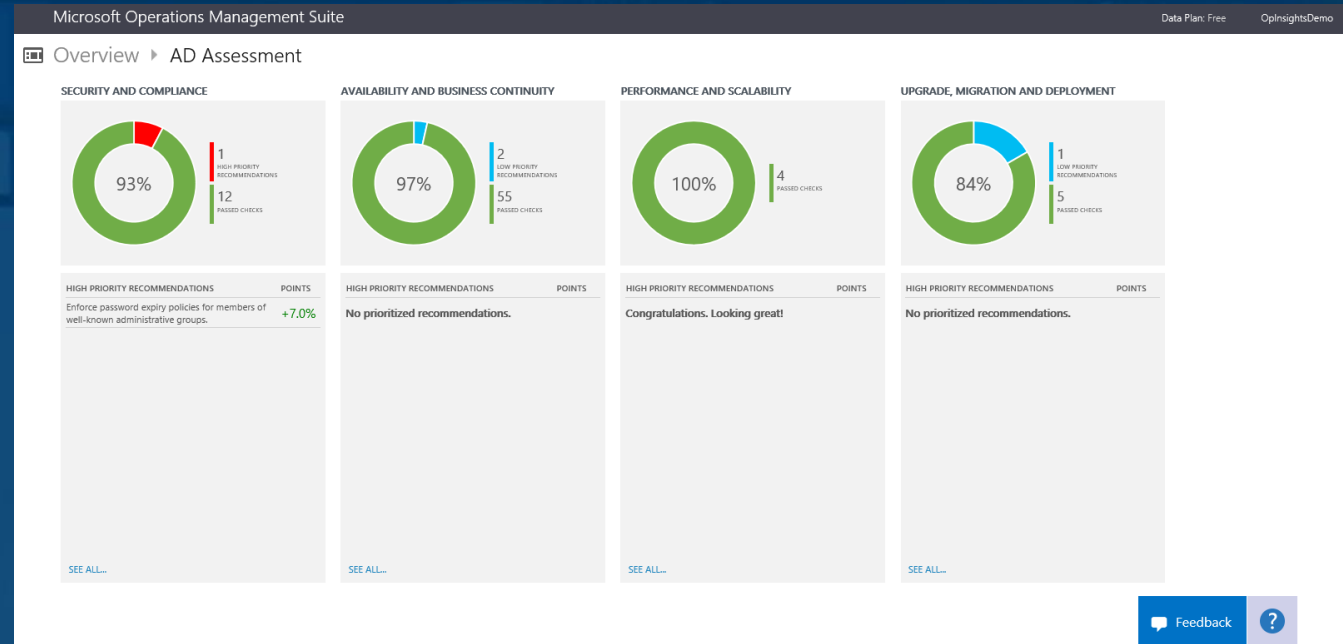 Microsoft Operations Management Suite
Data Plan: Free
OpInsightsDemo
Overview
AD Assessment
SECURITY AND COMPLIANCE
93%
1
HIGH PRIORITY
RECOMMENDATIONS
12
PASSED CHECKS
HIGH PRIORITY RECOMMENDATIONS
POINTS
Enforce password expiry policies for members of
well-known administrative groups.
+7.0%
SEE ALL...
AVAILABILITY AND BUSINESS CONTINUITY
97%
2
LOW PRIORITY
RECOMMENDATIONS
55
PASSED CHECKS
HIGH PRIORITY RECOMMENDATIONS
POINTS
No prioritized recommendations.
SEE ALL...
PERFORMANCE AND SCALABILITY
100%
4
PASSED CHECKS
HIGH PRIORITY RECOMMENDATIONS
POINTS
Congratulations. Looking great!
SEE ALL...
UPGRADE, MIGRATION AND DEPLOYMENT
84%
1
LOW PRIORITY
RECOMMENDATIONS
5
PASSED CHECKS
HIGH PRIORITY RECOMMENDATIONS
POINTS
No prioritized recommendations.
SEE ALL...
Feedback
?